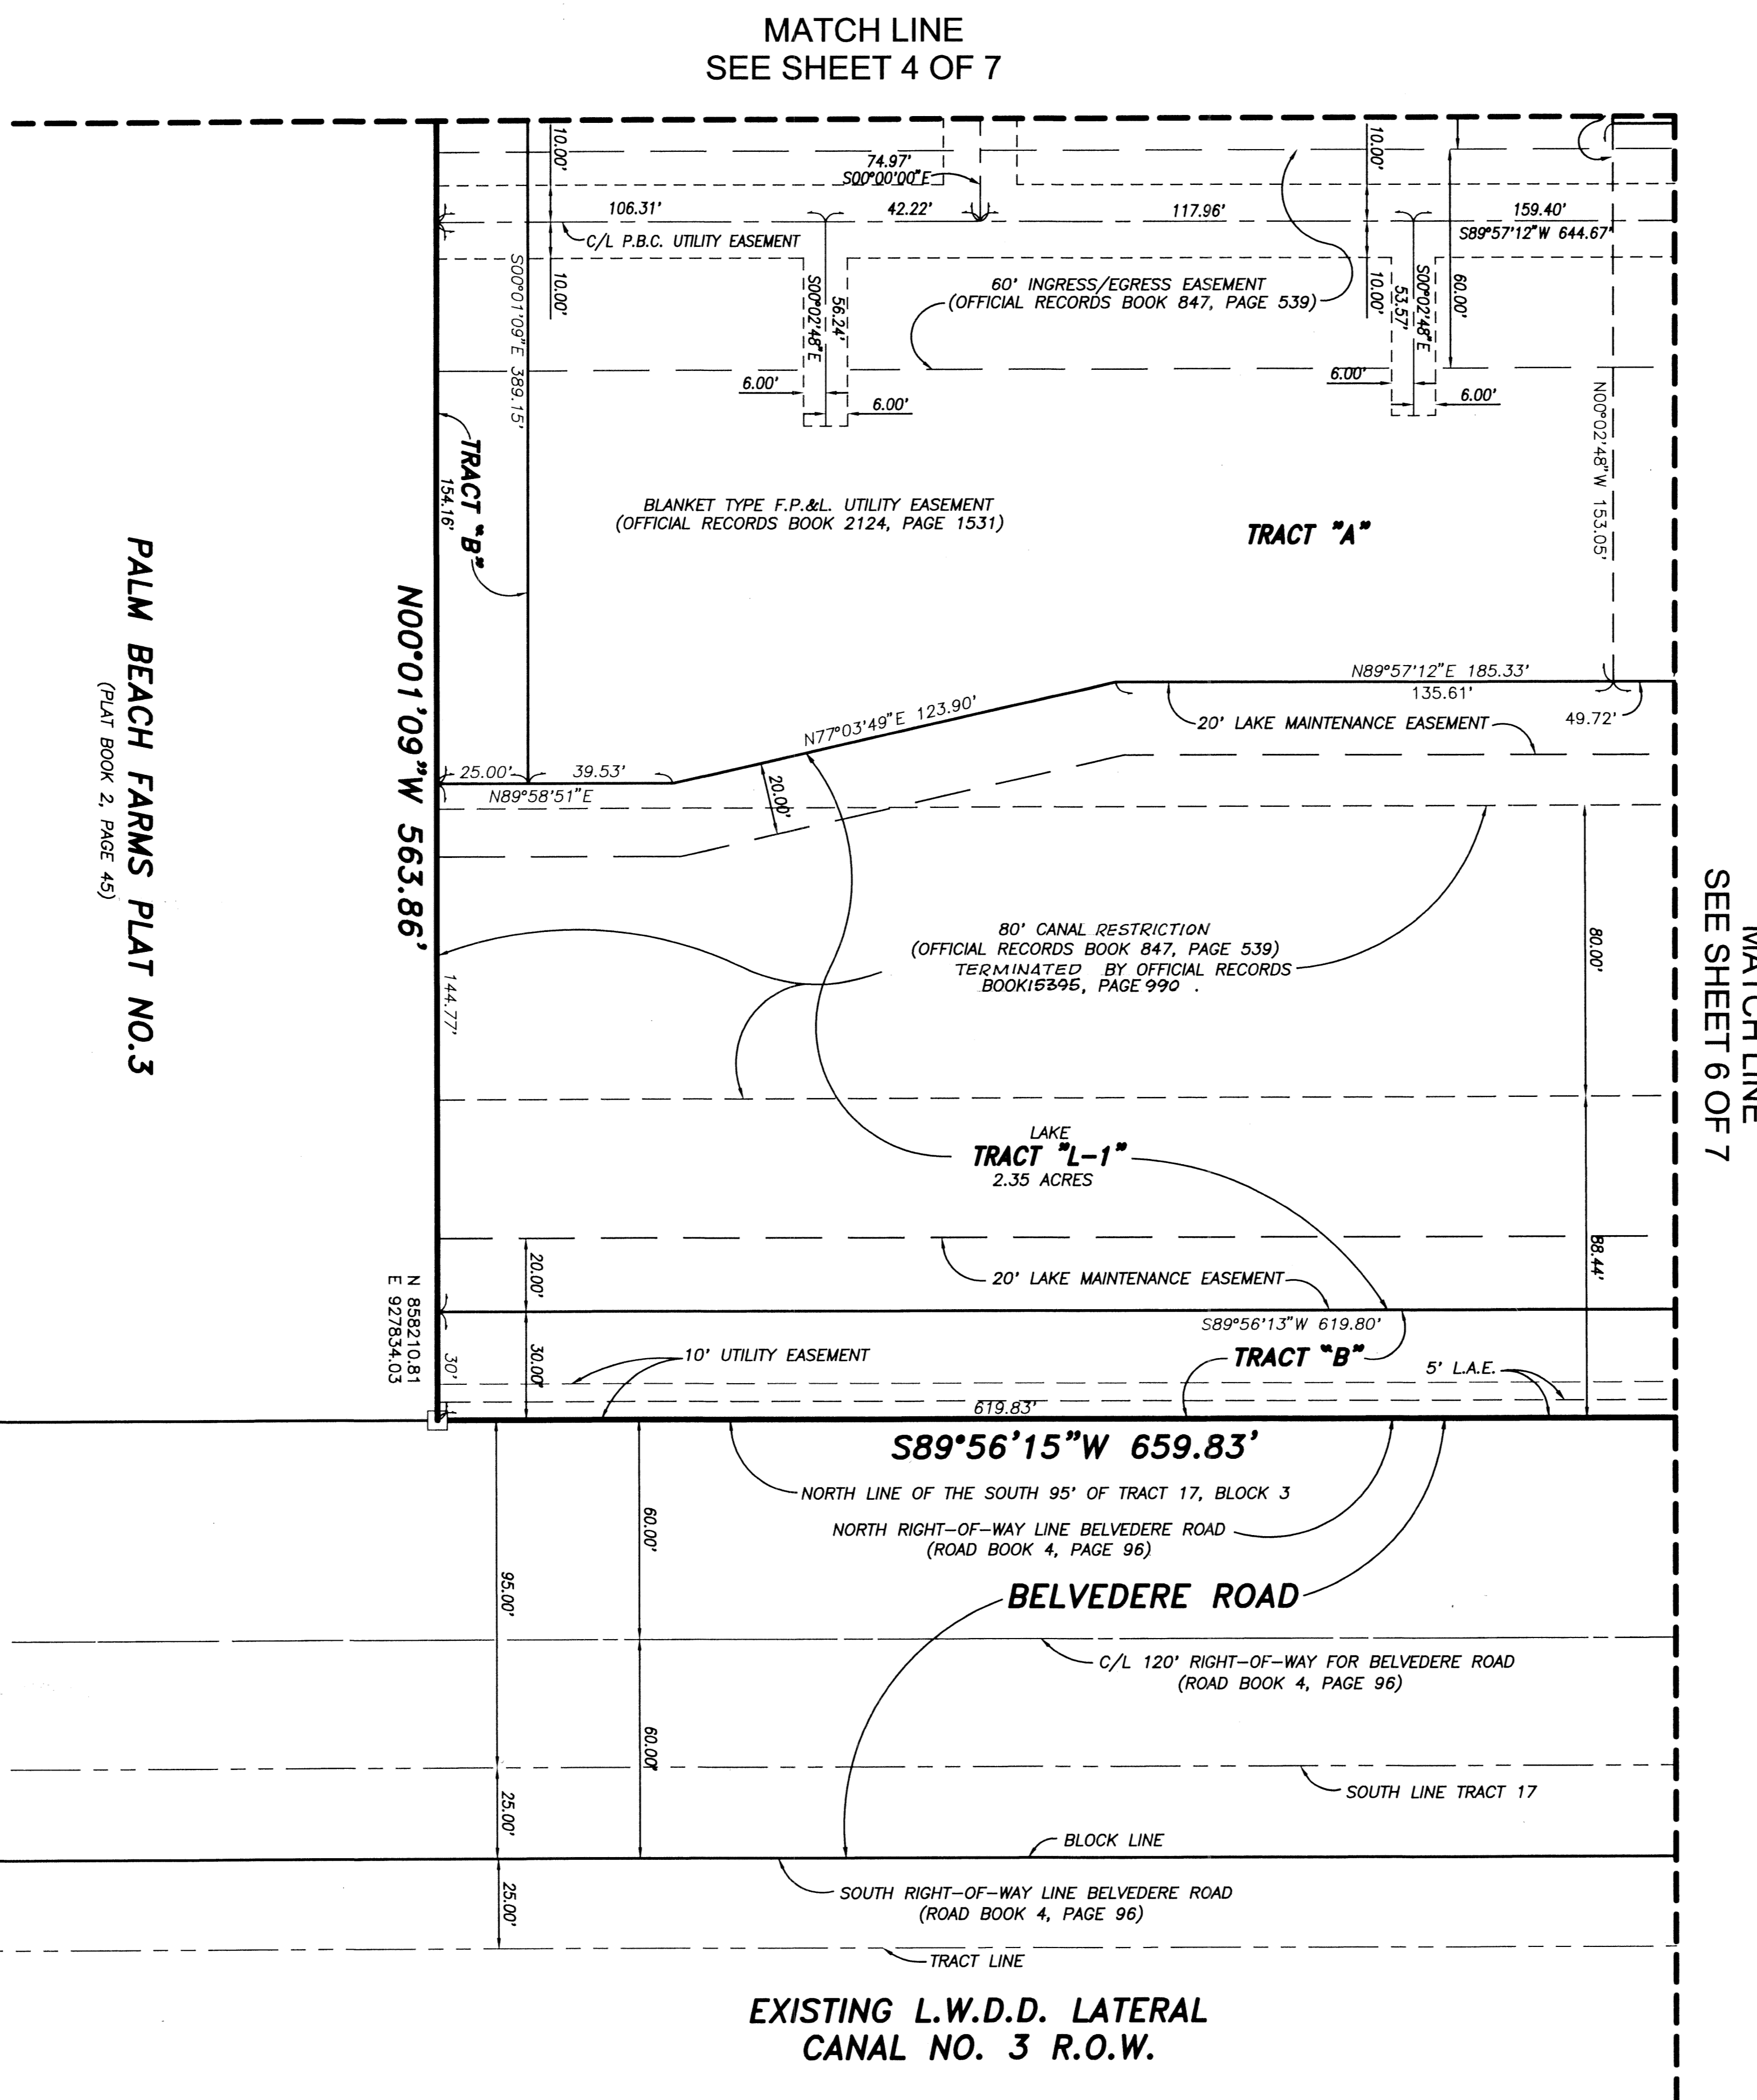 MATCH LINE
SEE SHEET 4 OF 7
10.00'
74.97'
S00°00'00"E
10.00'
106.31'
42.22'
117.96'
159.40'
S89°57'12"W 644.67'
C/L P.B.C. UTILITY EASEMENT
10.00'
S00°01'09"E 389.15'
S00°02'48"E
56.24'
60' INGRESS/EGRESS EASEMENT
(OFFICIAL RECORDS BOOK 847, PAGE 539)
10.00'
53.57'
S00°02'48"E
60.00'
6.00'
6.00'
6.00'
6.00'
N00°02'48"W 153.05'
TRACT "B"
154.16'
BLANKET TYPE F.P.&L. UTILITY EASEMENT
(OFFICIAL RECORDS BOOK 2124, PAGE 1531)
TRACT "A"
PALM BEACH FARMS PLAT NO.3
(PLAT BOOK 2, PAGE 45)
N00°01'09"W 563.86'
N89°57'12"E 185.33'
135.61'
49.72'
20' LAKE MAINTENANCE EASEMENT
N77°03'49"E 123.90'
25.00'
39.53'
N89°58'51"E
20.00'
80' CANAL RESTRICTION
(OFFICIAL RECORDS BOOK 847, PAGE 539)
TERMINATED BY OFFICIAL RECORDS
BOOK15395, PAGE 990 .
80.00'
MATCH LINE
SEE SHEET 6 OF 7
144.77'
LAKE
TRACT "L-1"
2.35 ACRES
88.44'
20.00'
20' LAKE MAINTENANCE EASEMENT
N 858210.81
E 927834.03
S89°56'13"W 619.80'
30'
30.00'
10' UTILITY EASEMENT
TRACT "B"
5' L.A.E.
619.83'
S89°56'15"W 659.83'
NORTH LINE OF THE SOUTH 95' OF TRACT 17, BLOCK 3
NORTH RIGHT-OF-WAY LINE BELVEDERE ROAD
(ROAD BOOK 4, PAGE 96)
60.00'
95.00'
BELVEDERE ROAD
C/L 120' RIGHT-OF-WAY FOR BELVEDERE ROAD
(ROAD BOOK 4, PAGE 96)
60.00'
SOUTH LINE TRACT 17
25.00'
BLOCK LINE
SOUTH RIGHT-OF-WAY LINE BELVEDERE ROAD
(ROAD BOOK 4, PAGE 96)
25.00'
TRACT LINE
EXISTING L.W.D.D. LATERAL
CANAL NO. 3 R.O.W.